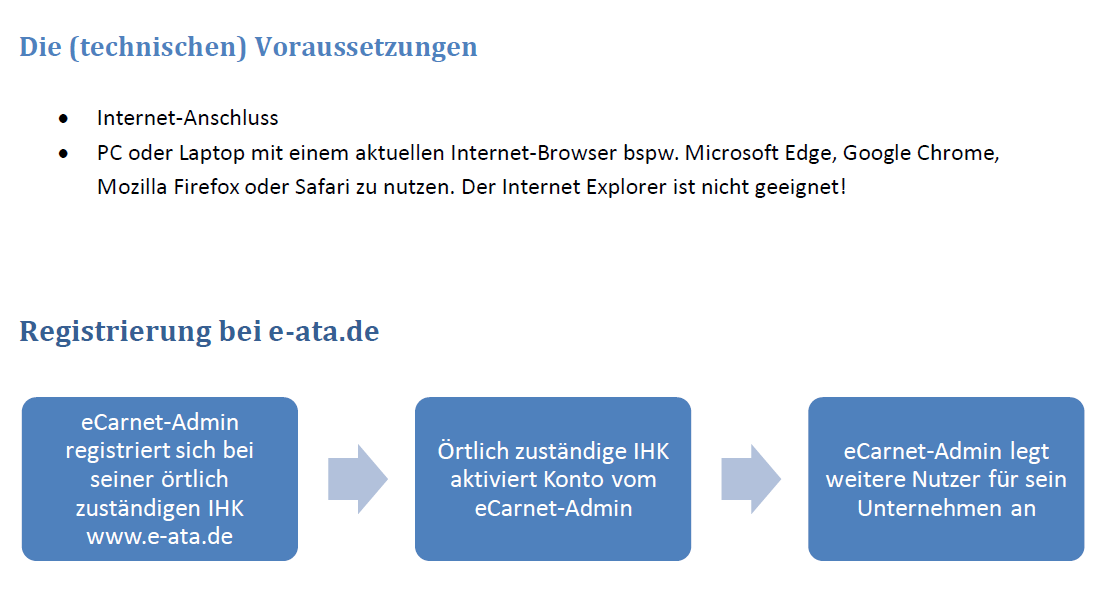 Die (technischen) Voraussetzungen
• Internet-Anschluss
• PC oder Laptop mit einem aktuellen Internet-Browser bspw. Microsoft Edge, Google Chrome,
Mozilla Firefox oder Safari zu nutzen. Der Internet Explorer ist nicht geeignet!
Registrierung bei e-ata.de
eCarnet-Admin
registriert sich bei
seiner örtlich
zuständigen IHK
www.e-ata.de
Örtlich zuständige IHK
aktiviert Konto vom
eCarnet-Admin
eCarnet-Admin legt
weitere Nutzer für sein
Unternehmen an